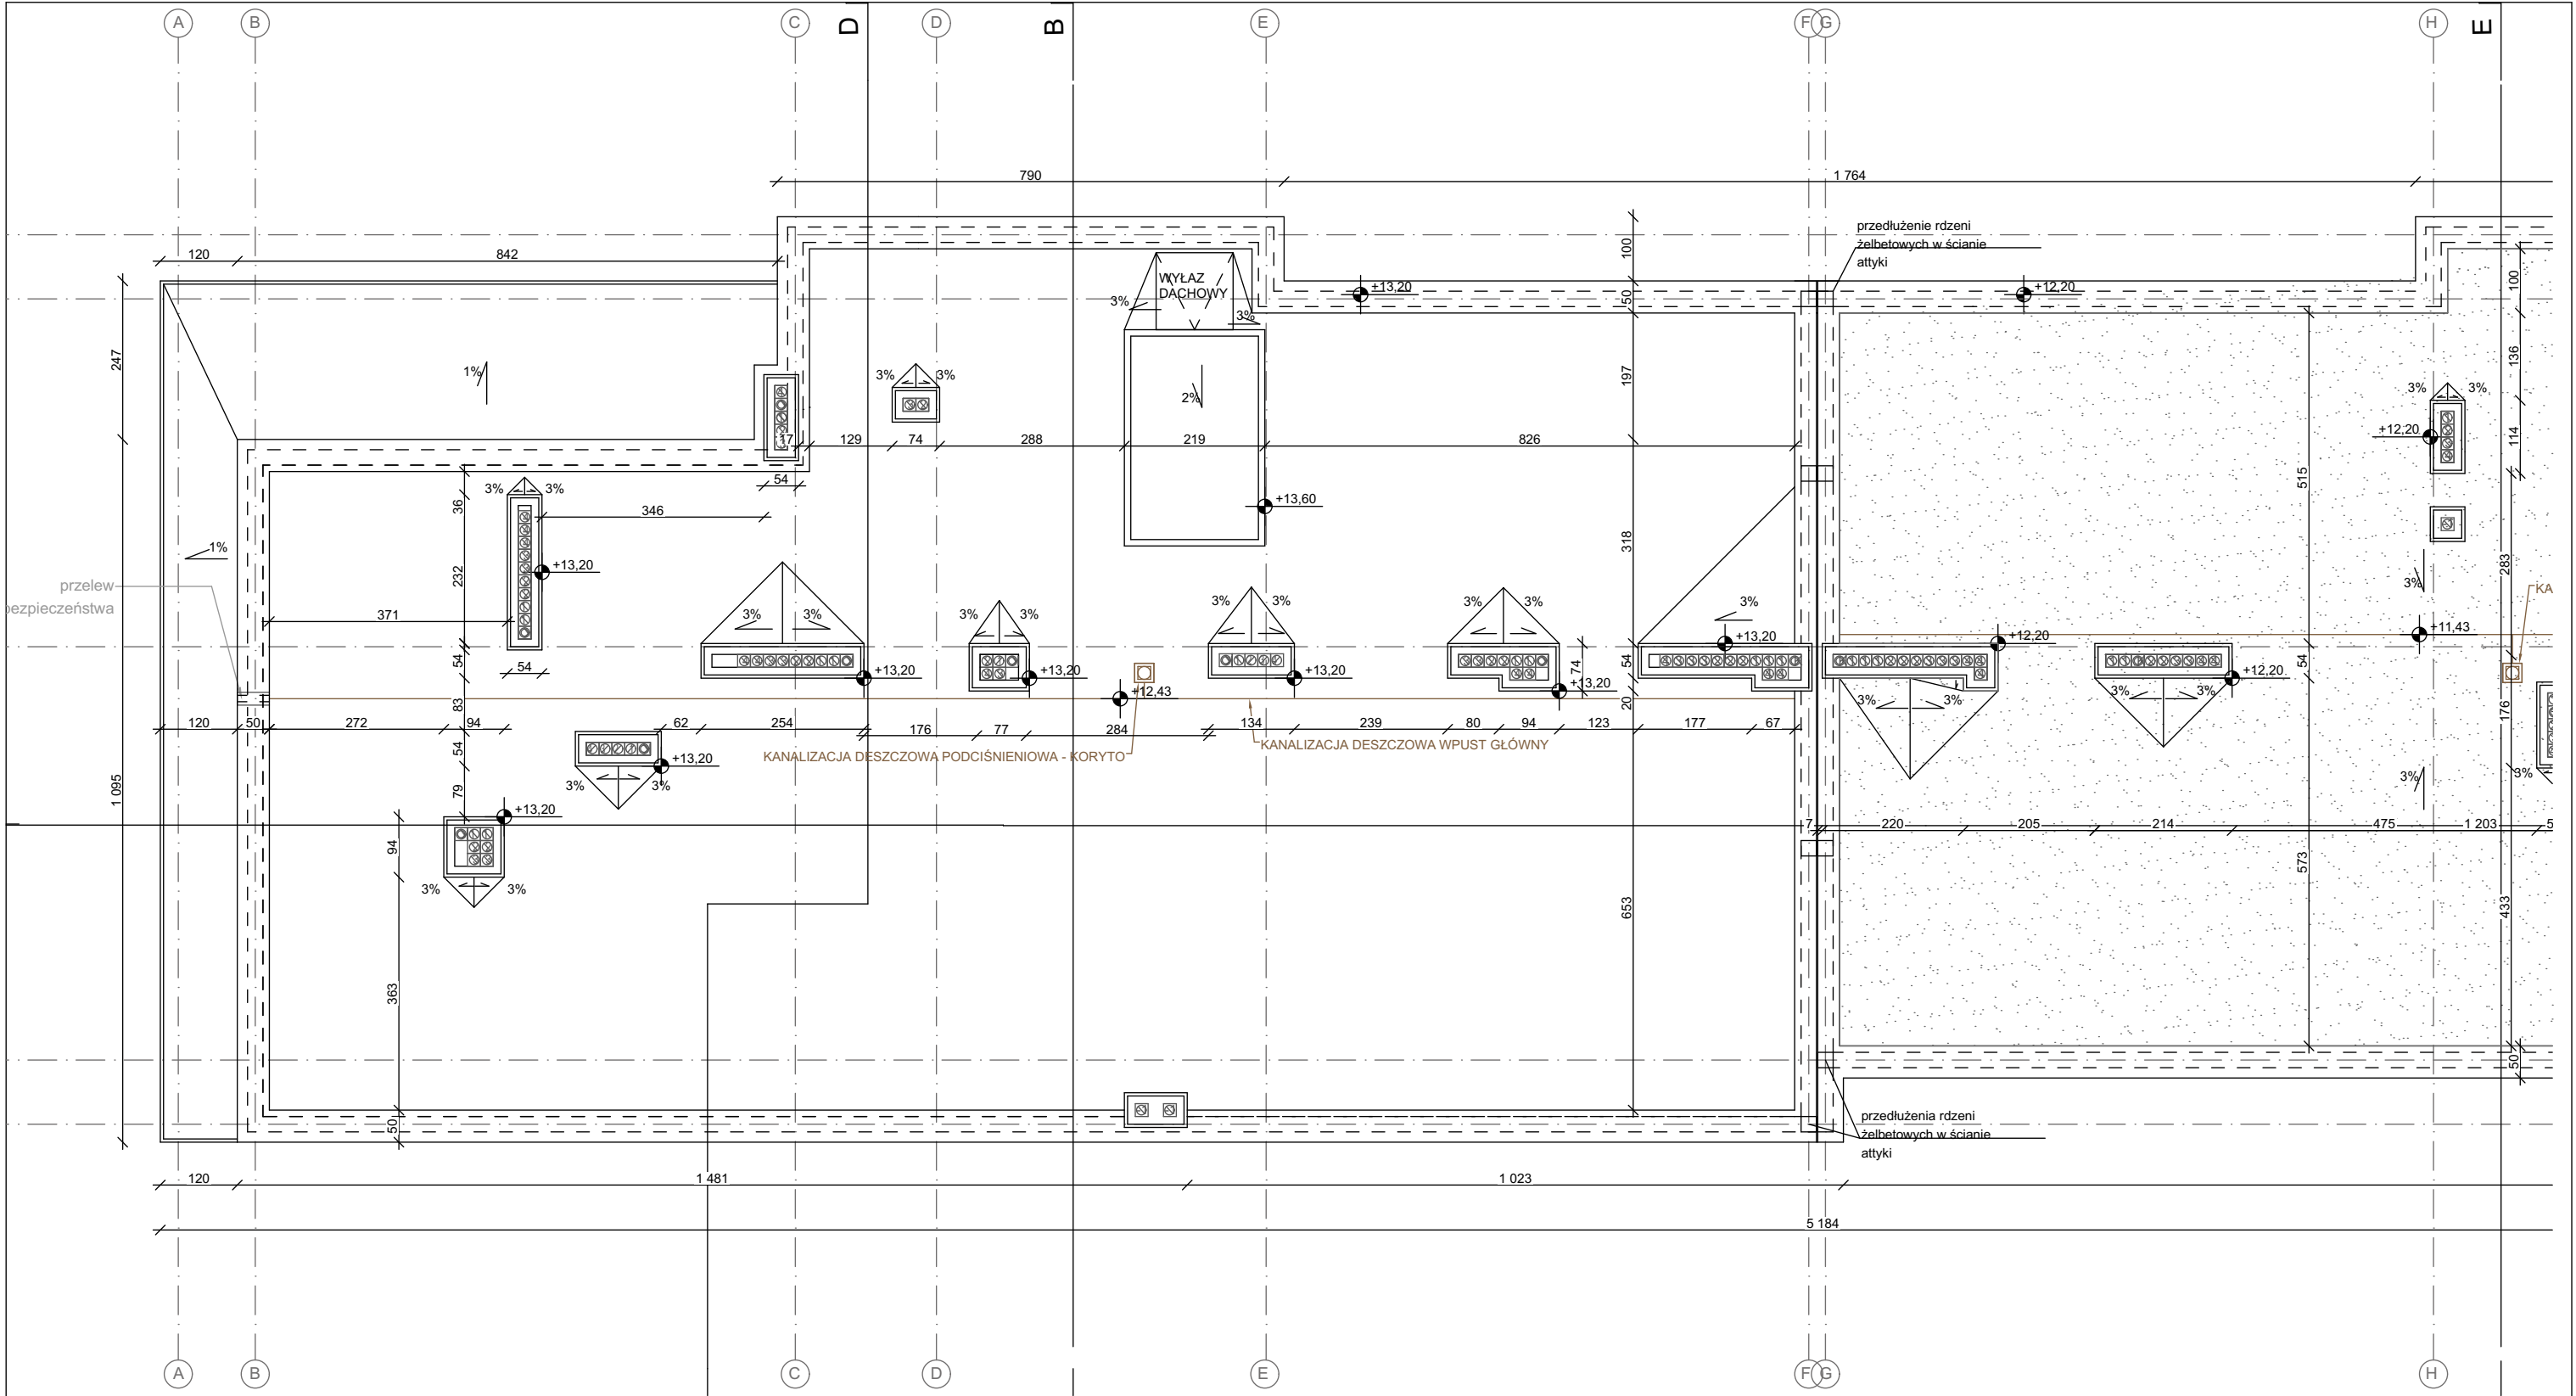 A B C D D B E F G H E
790 1 764
przedłużenie rdzeni
żelbetowych w ścianie
attyki
120 842 100 100
WYŁAZ
DACHOWY
+13,20 +12,20
3% 3% 50
247 1% 197 136
3% 3% 2% 3% 3%
17 129 74 288 219 826 +12,20 114
54
3% 3% 36 346 +13,60 515
1% 318 283
232 +13,20 3%
przelew
bezpieczeństwa
KA
371 3% 3% 3% 3% 3% 3% 3% 3% 3%
+13,20 +12,20 +11,43
54 54 +13,20 +13,20 +13,20 74 54 54 +12,20
83 +12,43 +13,20 20 3% 3% 3% 3% 176
120 50 272 94 62 254 176 77 284 134 239 80 94 123 177 67
54 +13,20
KANALIZACJA DESZCZOWA PODCIŚNIENIOWA - KORYTO
KANALIZACJA DESZCZOWA WPUST GŁÓWNY
1 095 79 3% 3% 3% 3%
+13,20
7 220 205 214 475 1 203 5
94 573
3% 3%
363 653 433
50 50
przedłużenia rdzeni
żelbetowych w ścianie
attyki
120 1 481 1 023
5 184
A B C D E F G H